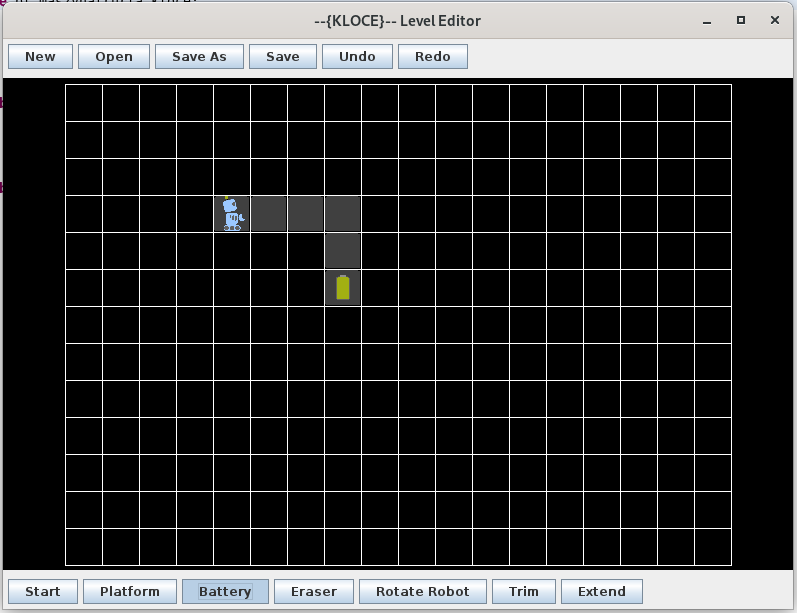 --{KLOCE}-- Level Editor
New Open Save As Save Undo Redo
Start Platform Battery Eraser Rotate Robot Trim Extend